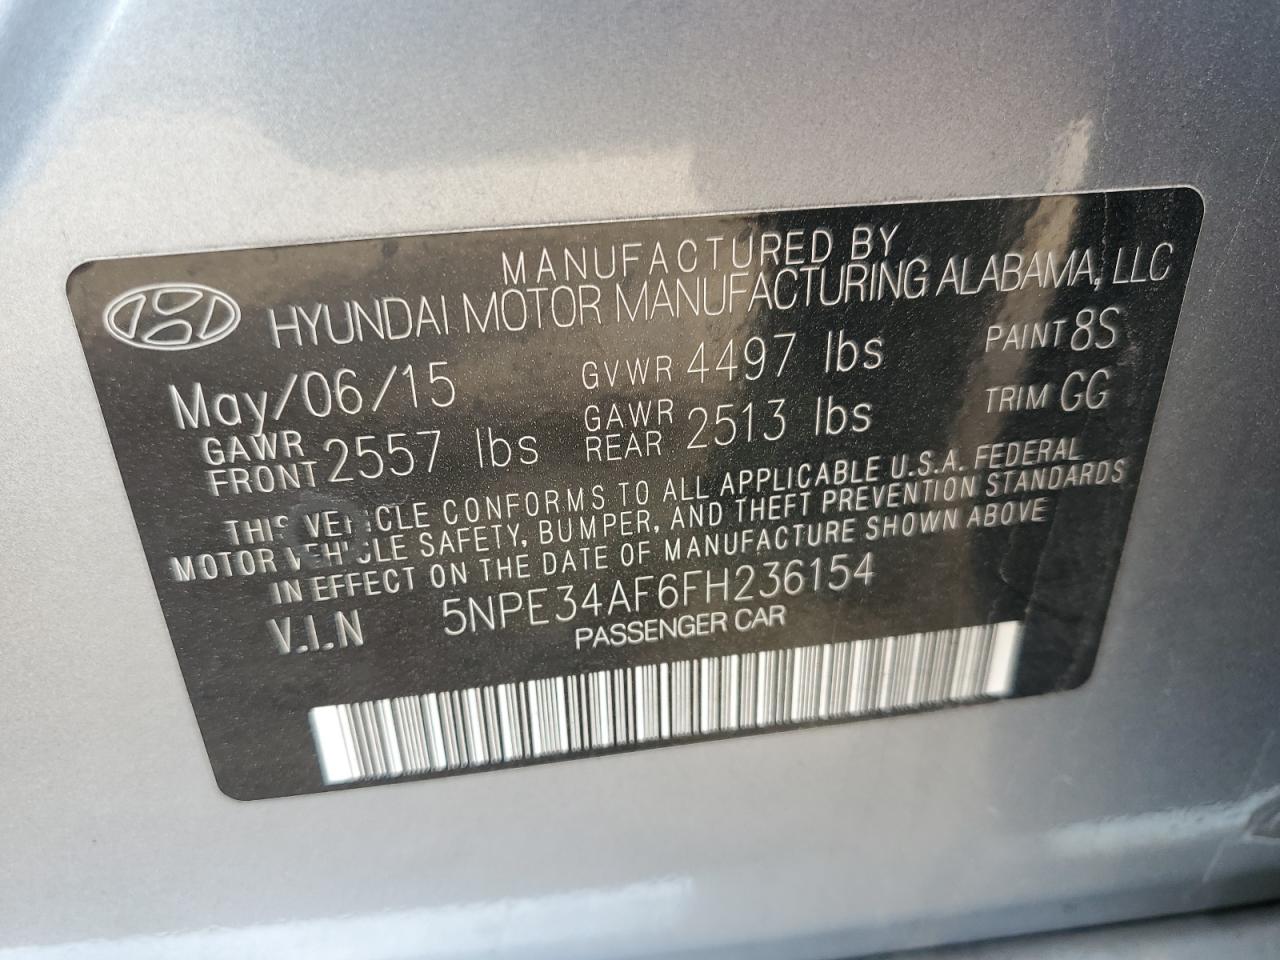 MANUFACTURED BY
HYUNDAI MOTOR MANUFACTURING ALABAMA, LLC
May/06/15 GVWR 4497 lbs PAINT 8S
GAWR FRONT 2557 lbs GAWR REAR 2513 lbs TRIM GG
THIS VEHICLE CONFORMS TO ALL APPLICABLE U.S.A. FEDERAL
MOTOR VEHICLE SAFETY, BUMPER, AND THEFT PREVENTION STANDARDS
IN EFFECT ON THE DATE OF MANUFACTURE SHOWN ABOVE
V.I.N 5NPE34AF6FH236154
PASSENGER CAR